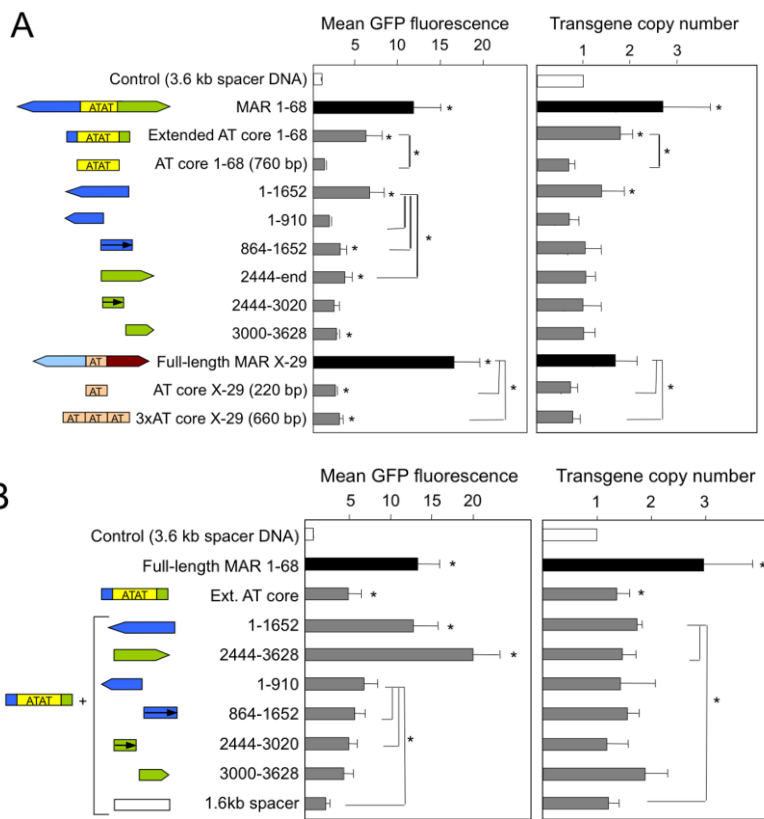 A
Mean GFP fluorescence Transgene copy number
5 10 15 20 1 2 3
Control (3.6 kb spacer DNA)
ATAT MAR 1-68 * *
ATAT Extended AT core 1-68 * * * *
ATAT AT core 1-68 (760 bp)
1-1652 * *
1-910
864-1652 * *
2444-end *
2444-3020
3000-3628 *
AT Full-length MAR X-29 *
AT AT core X-29 (220 bp) * * *
AT AT AT 3xAT core X-29 (660 bp) *
B
Mean GFP fluorescence Transgene copy number
5 10 15 20 1 2 3
Control (3.6 kb spacer DNA)
Full-length MAR 1-68 * *
ATAT Ext. AT core * *
1-1652 *
2444-3628 *
1-910
ATAT + 864-1652 *
2444-3020 *
3000-3628
1.6kb spacer